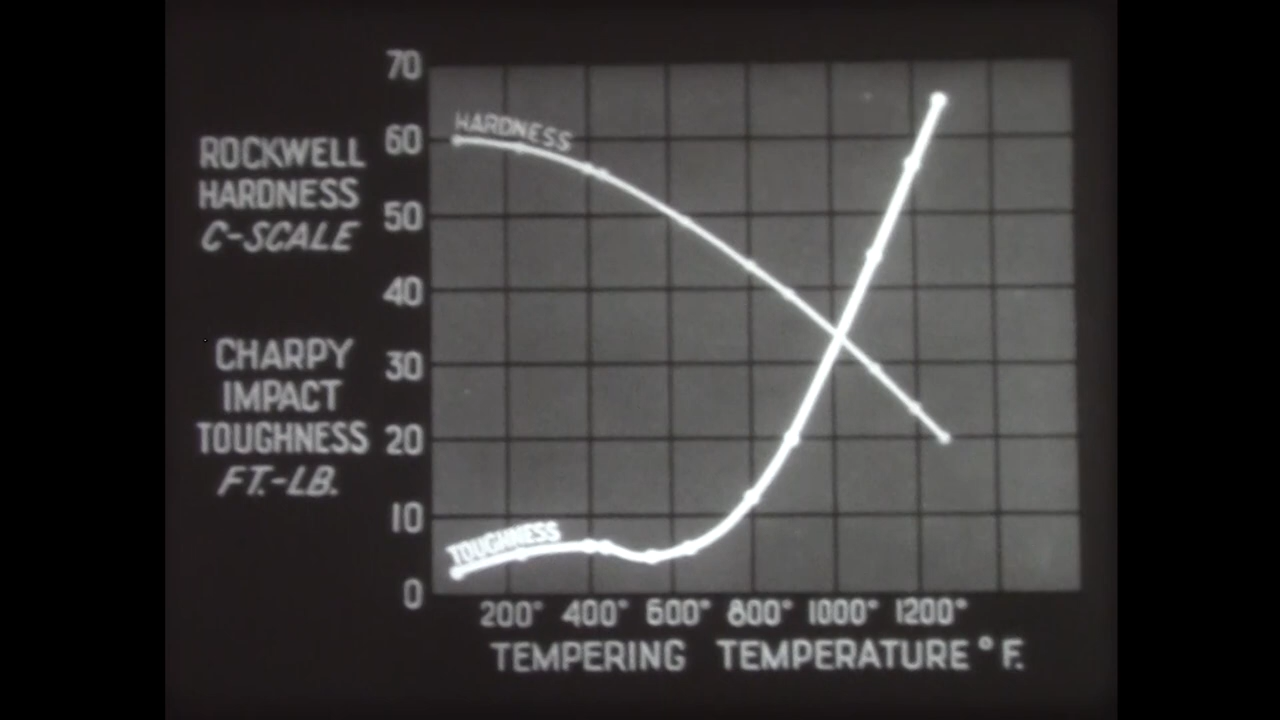 70
60
50
40
30
20
10
0
ROCKWELL
HARDNESS
C-SCALE
CHARPY
IMPACT
TOUGHNESS
FT.-LB.
HARDNESS
TOUGHNESS
200° 400° 600° 800° 1000° 1200°
TEMPERING TEMPERATURE °F.